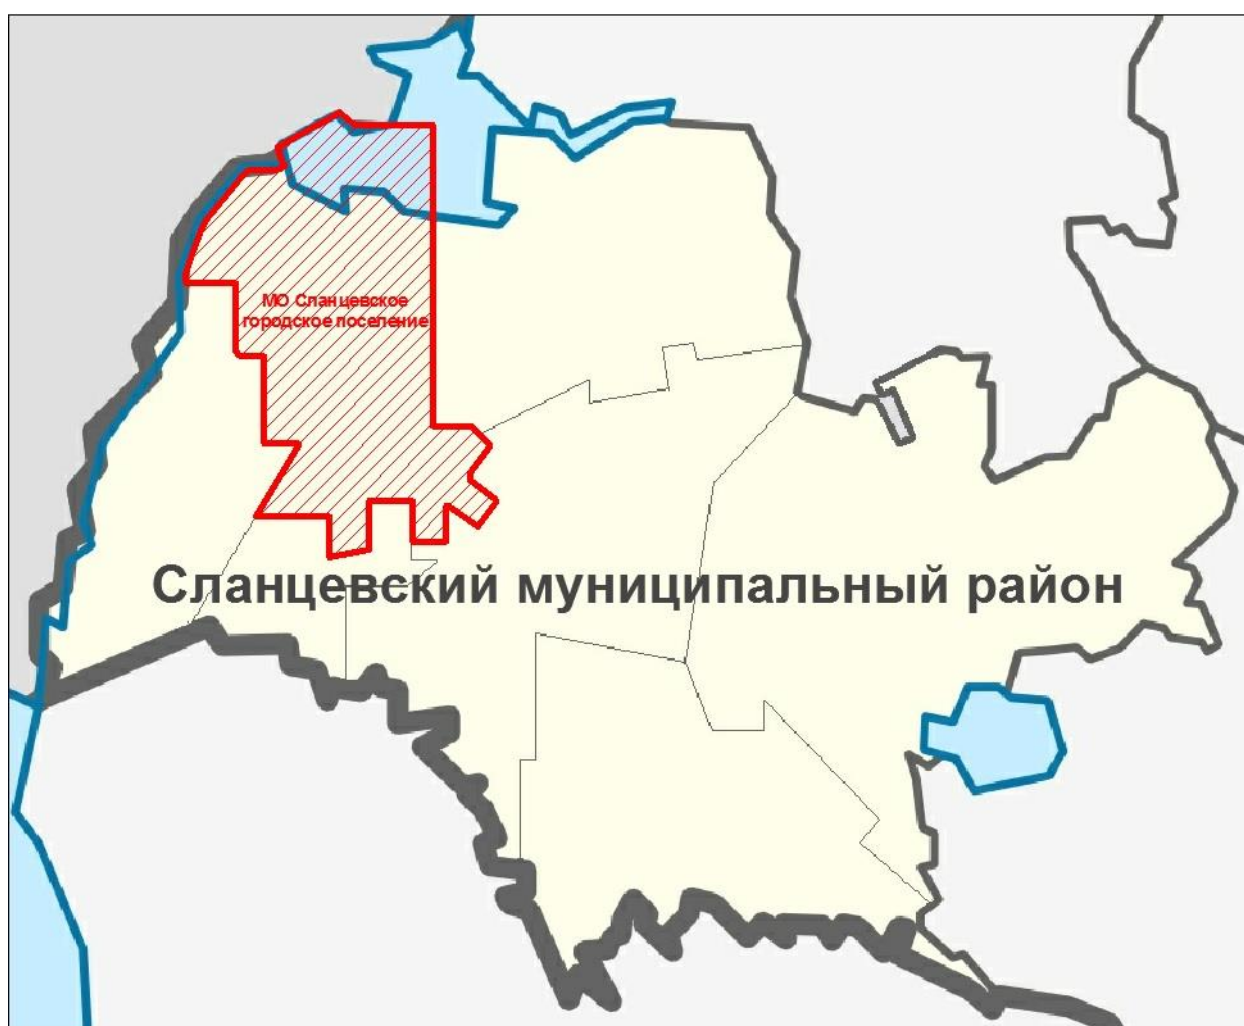 МО Сланцевское
городское поселение
Сланцевский муниципальный район